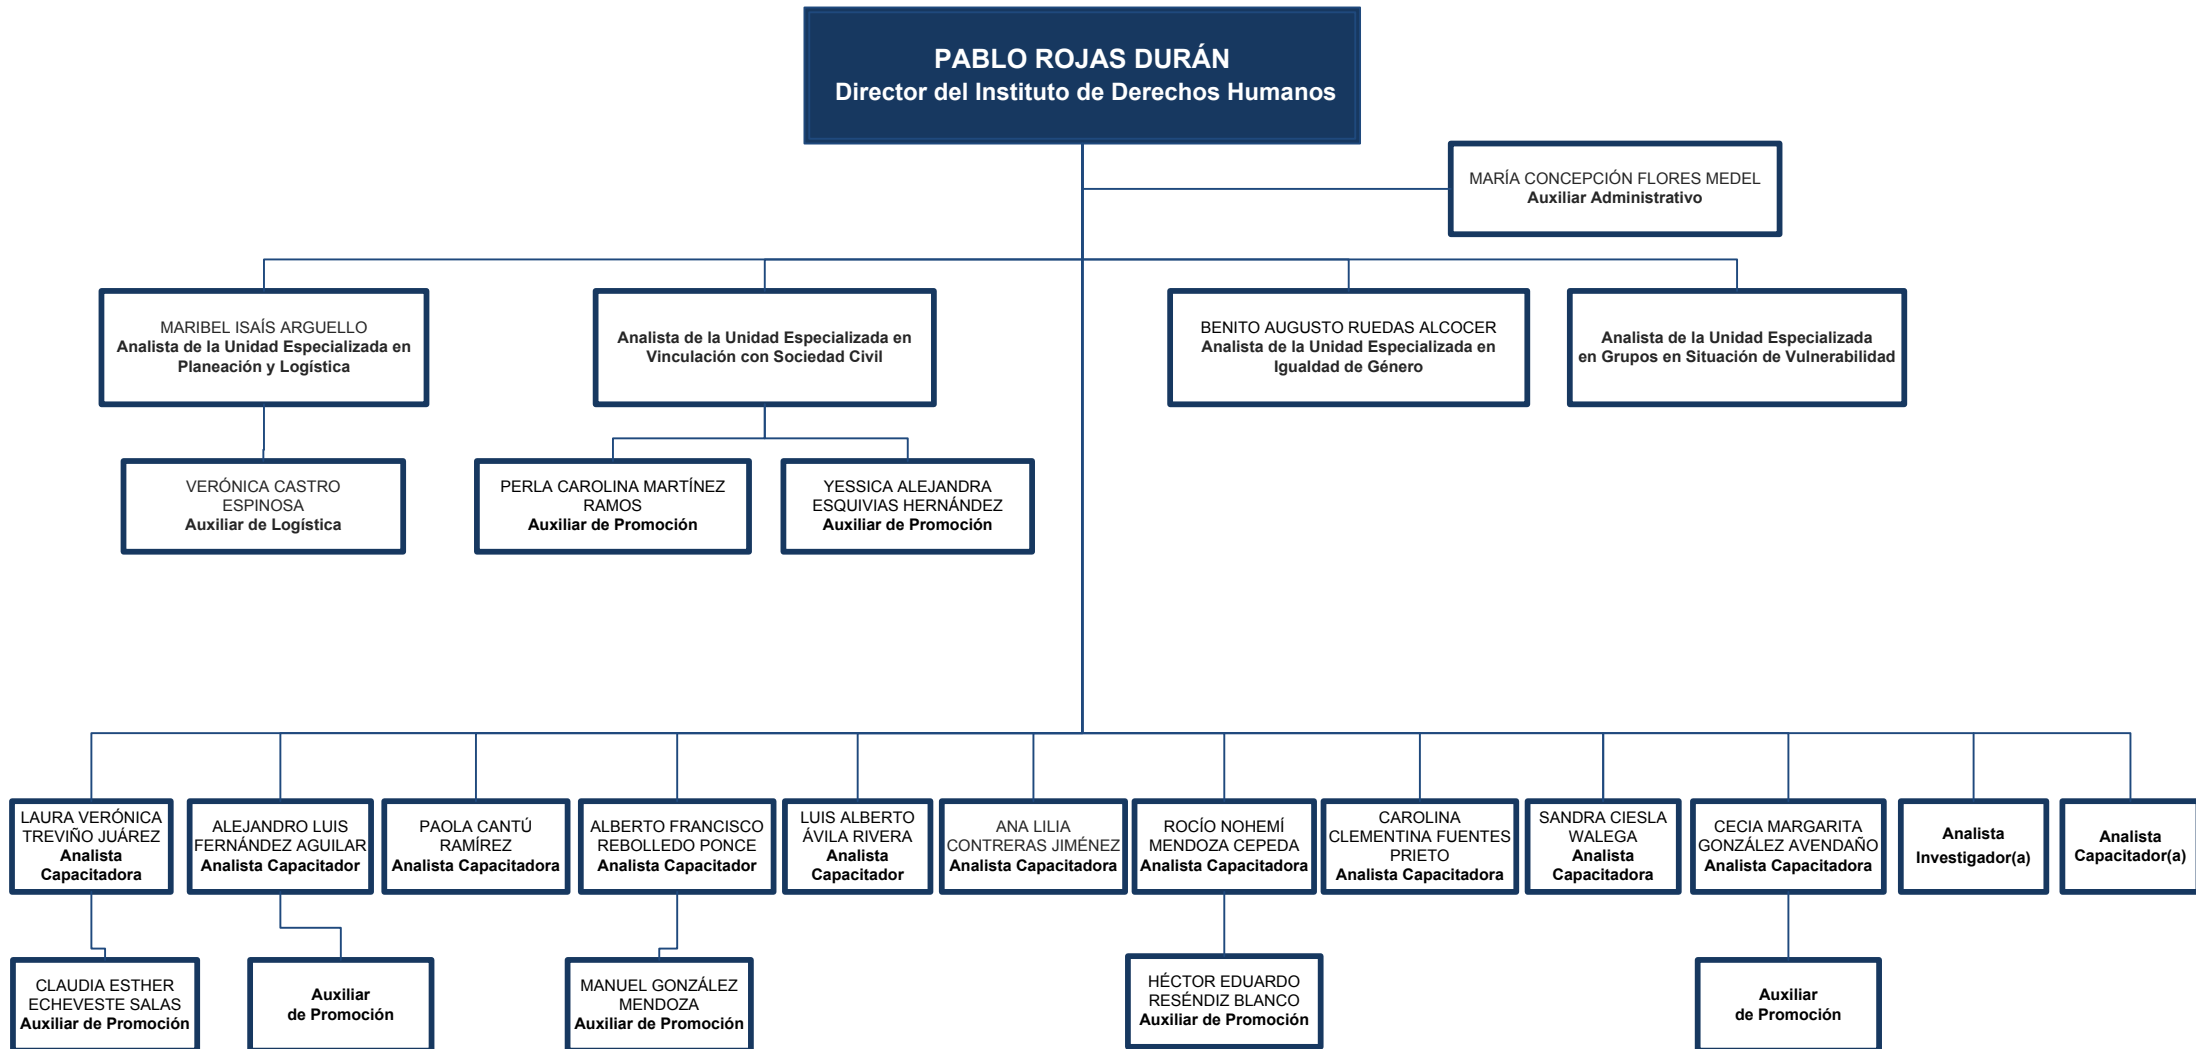 PABLO ROJAS DURÁN
Director del Instituto de Derechos Humanos
MARÍA CONCEPCIÓN FLORES MEDEL
Auxiliar Administrativo
MARIBEL ISAÍS ARGUELLO
Analista de la Unidad Especializada en
Planeación y Logística
Analista de la Unidad Especializada en
Vinculación con Sociedad Civil
BENITO AUGUSTO RUEDAS ALCOCER
Analista de la Unidad Especializada en
Igualdad de Género
Analista de la Unidad Especializada
en Grupos en Situación de Vulnerabilidad
VERÓNICA CASTRO
ESPINOSA
Auxiliar de Logística
PERLA CAROLINA MARTÍNEZ
RAMOS
Auxiliar de Promoción
YESSICA ALEJANDRA
ESQUIVIAS HERNÁNDEZ
Auxiliar de Promoción
LAURA VERÓNICA
TREVIÑO JUÁREZ
Analista
Capacitadora
ALEJANDRO LUIS
FERNÁNDEZ AGUILAR
Analista Capacitador
PAOLA CANTÚ
RAMÍREZ
Analista Capacitadora
ALBERTO FRANCISCO
REBOLLEDO PONCE
Analista Capacitador
LUIS ALBERTO
ÁVILA RIVERA
Analista
Capacitador
ANA LILIA
CONTRERAS JIMÉNEZ
Analista Capacitadora
ROCÍO NOHEMÍ
MENDOZA CEPEDA
Analista Capacitadora
CAROLINA
CLEMENTINA FUENTES
PRIETO
Analista Capacitadora
SANDRA CIESLA
WALEGA
Analista
Capacitadora
CECIA MARGARITA
GONZÁLEZ AVENDAÑO
Analista Capacitadora
Analista
Investigador(a)
Analista
Capacitador(a)
CLAUDIA ESTHER
ECHEVESTE SALAS
Auxiliar de Promoción
Auxiliar
de Promoción
MANUEL GONZÁLEZ
MENDOZA
Auxiliar de Promoción
HÉCTOR EDUARDO
RESÉNDIZ BLANCO
Auxiliar de Promoción
Auxiliar
de Promoción